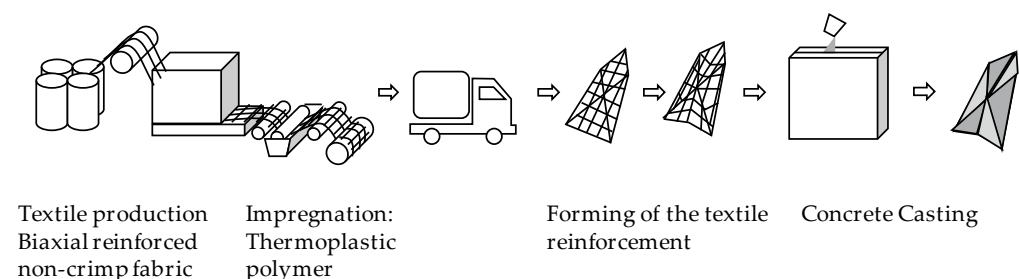 Textile production
Biaxial reinforced
non-crimp fabric
Impregnation:
Thermoplastic
polymer
Forming of the textile
reinforcement
Concrete Casting